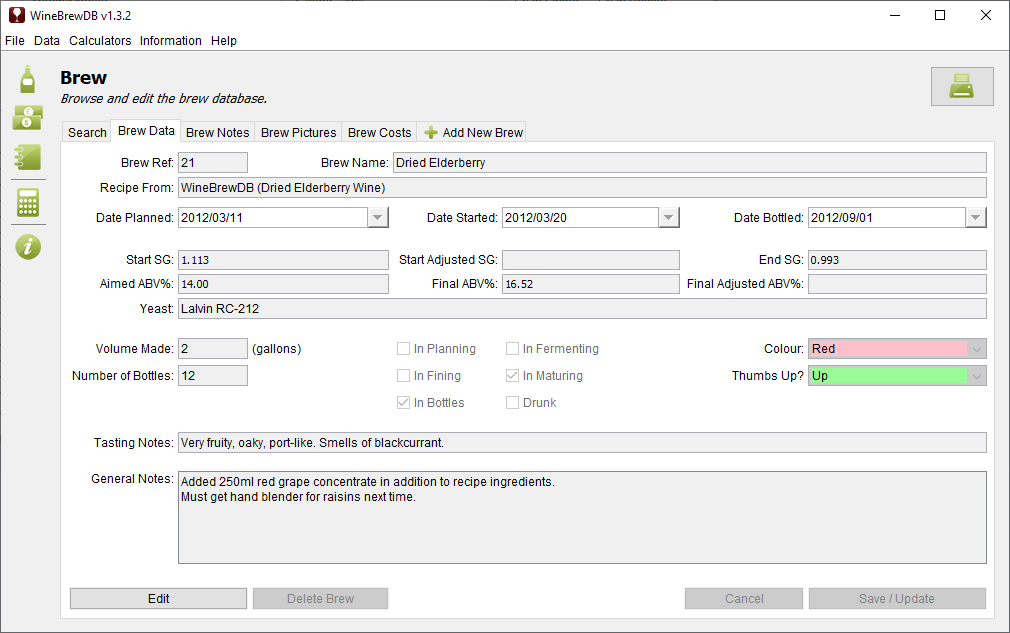 WineBrewDB v1.3.2
File Data Calculators Information Help
Brew
Browse and edit the brew database.
Search Brew Data Brew Notes Brew Pictures Brew Costs Add New Brew
Brew Ref: 21 Brew Name: Dried Elderberry
Recipe From: WineBrewDB (Dried Elderberry Wine)
Date Planned: 2012/03/11 Date Started: 2012/03/20 Date Bottled: 2012/09/01
Start SG: 1.113 Start Adjusted SG: End SG: 0.993
Aimed ABV%: 14.00 Final ABV%: 16.52 Final Adjusted ABV%:
Yeast: Lalvin RC-212
Volume Made: 2 (gallons) In Planning In Fermenting Colour: Red
Number of Bottles: 12 In Fining In Maturing Thumbs Up? Up
In Bottles Drunk
Tasting Notes: Very fruity, oaky, port-like. Smells of blackcurrant.
General Notes: Added 250ml red grape concentrate in addition to recipe ingredients.
Must get hand blender for raisins next time.
Edit Delete Brew Cancel Save / Update